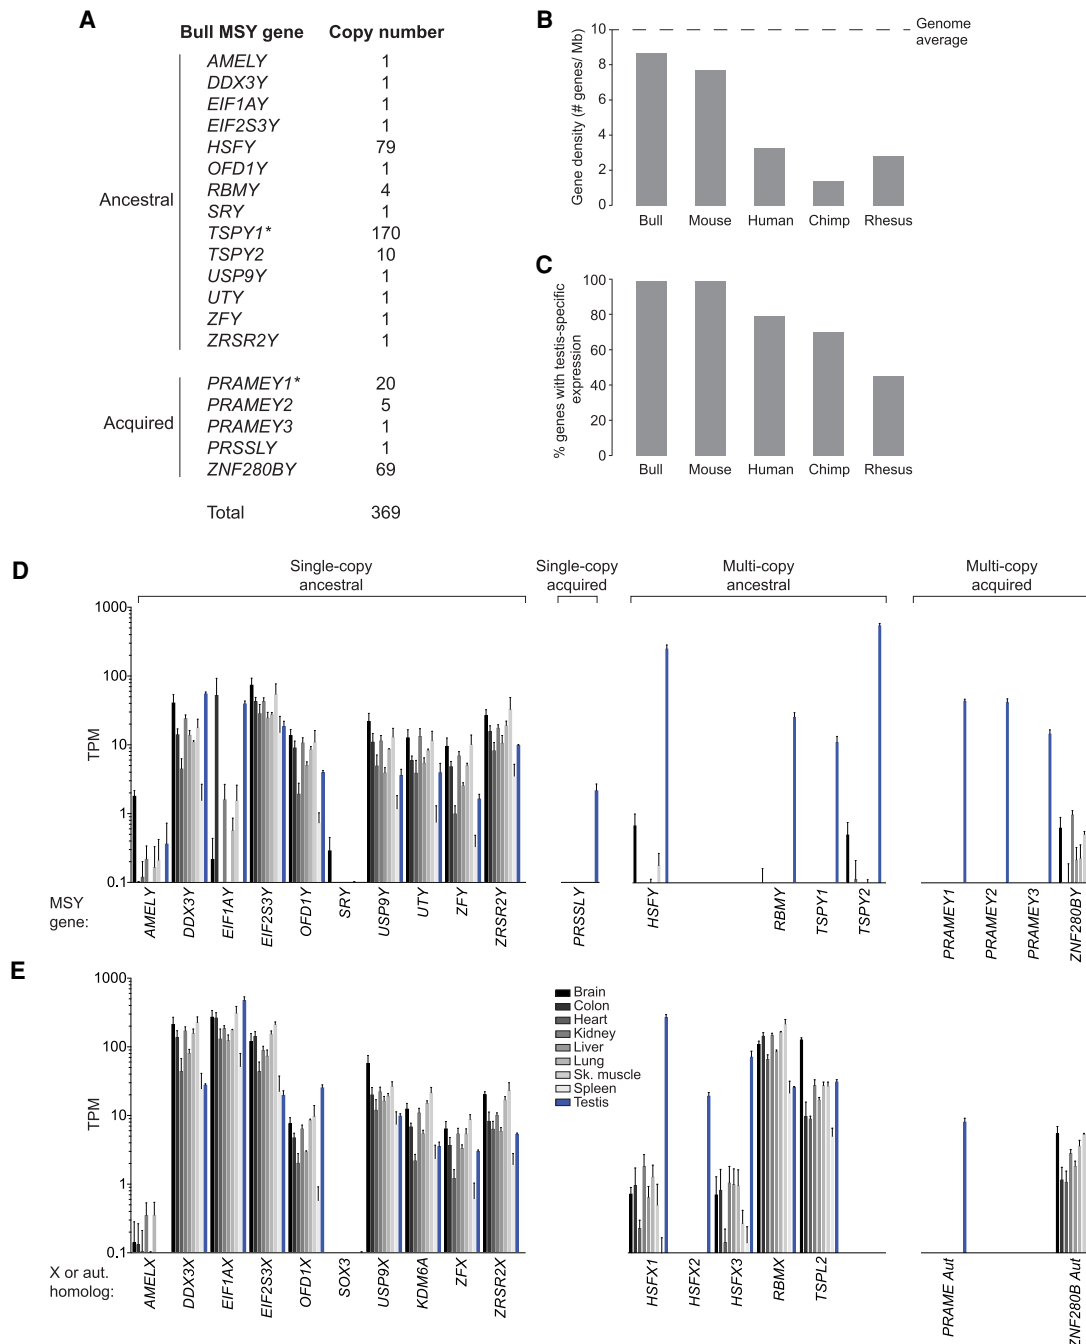 A
Bull MSY gene Copy number
Ancestral
AMELY 1
DDX3Y 1
EIF1AY 1
EIF2S3Y 1
HSFY 79
OFD1Y 1
RBMY 4
SRY 1
TSPY1* 170
TSPY2 10
USP9Y 1
UTY 1
ZFY 1
ZRSR2Y 1
Acquired
PRAMEY1* 20
PRAMEY2 5
PRAMEY3 1
PRSSLY 1
ZNF280BY 69
Total 369
B
Gene density (# genes/ Mb)
10
8
6
4
2
0
Genome
average
Bull Mouse Human Chimp Rhesus
C
% genes with testis-specific
expression
100
80
60
40
20
0
Bull Mouse Human Chimp Rhesus
D
Single-copy
ancestral
Single-copy
acquired
Multi-copy
ancestral
Multi-copy
acquired
TPM
1000
100
10
1
0.1
MSY
gene:
AMELY
DDX3Y
EIF1AY
EIF2S3Y
OFD1Y
SRY
USP9Y
UTY
ZFY
ZRSR2Y
PRSSLY
HSFY
RBMY
TSPY1
TSPY2
PRAMEY1
PRAMEY2
PRAMEY3
ZNF280BY
E
TPM
1000
100
10
1
0.1
Brain
Colon
Heart
Kidney
Liver
Lung
Sk. muscle
Spleen
Testis
X or aut.
homolog:
AMELX
DDX3X
EIF1AX
EIF2S3X
OFD1X
SOX3
USP9X
KDM6A
ZFX
ZRSR2X
HSFX1
HSFX2
HSFX3
RBMX
TSPL2
PRAME Aut
ZNF280B Aut